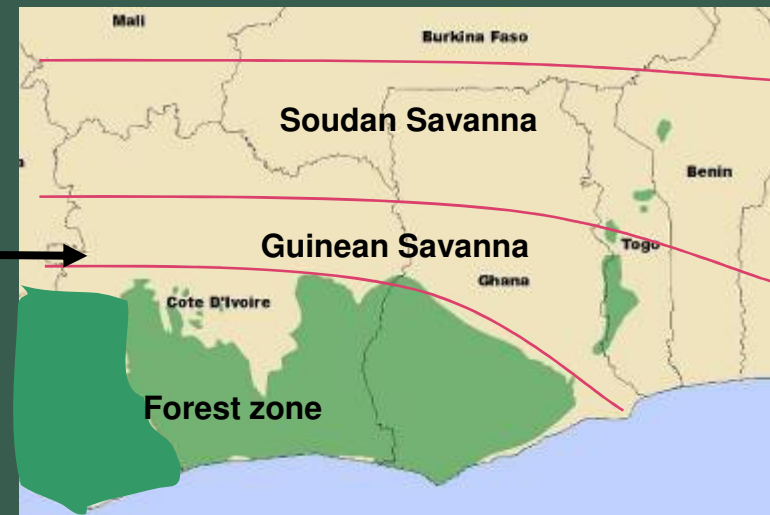 Mali
Burkina Faso
Soudan Savanna
Benin
Guinean Savanna
Togo
Ghana
Cote D'Ivoire
Forest zone